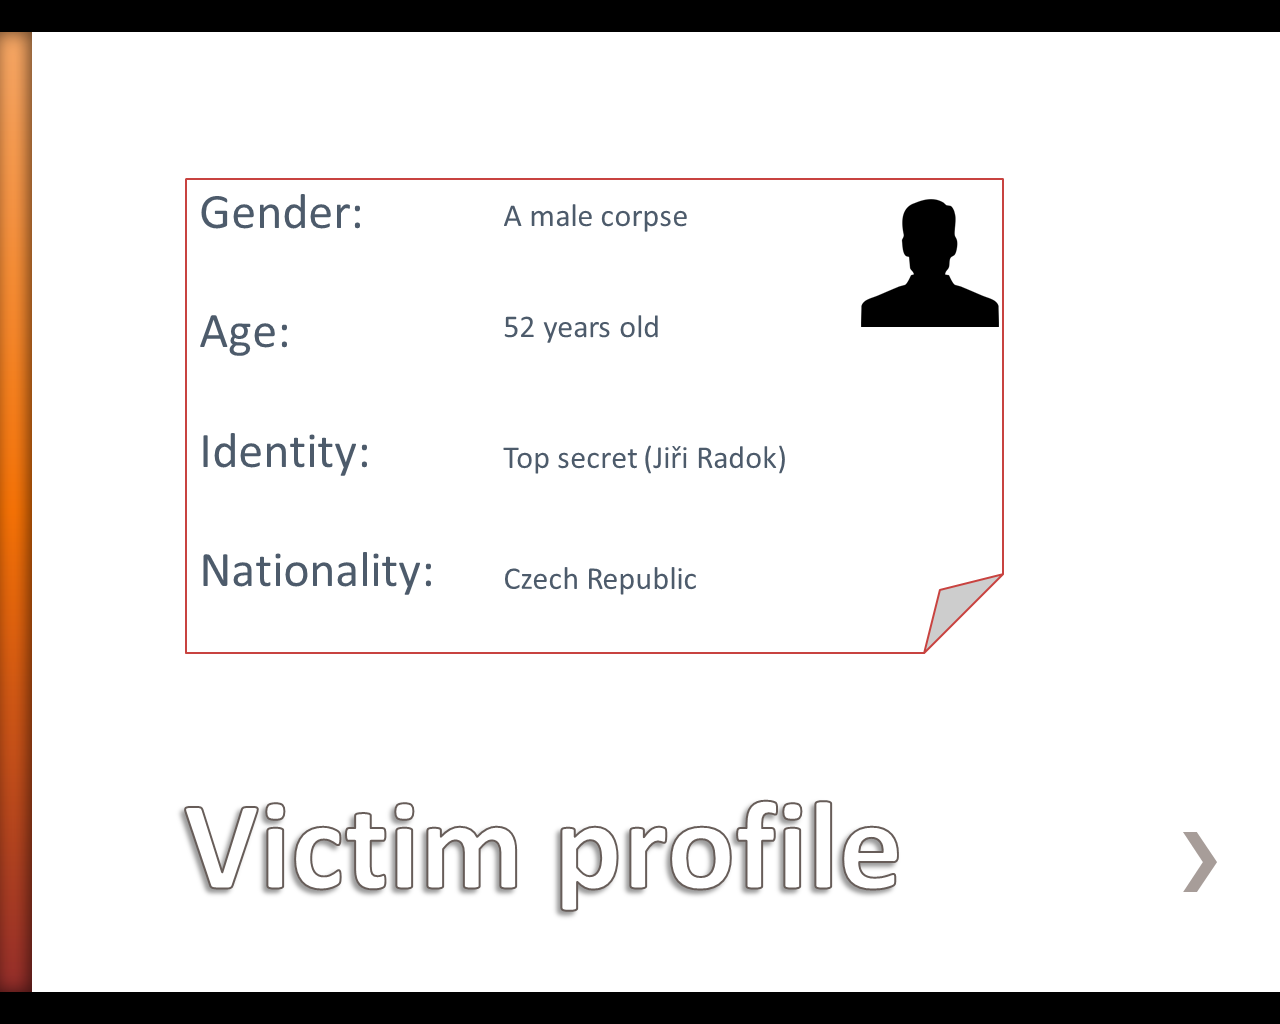 Gender: A male corpse
Age: 52 years old
Identity: Top secret (Jiři Radok)
Nationality: Czech Republic
Victim profile